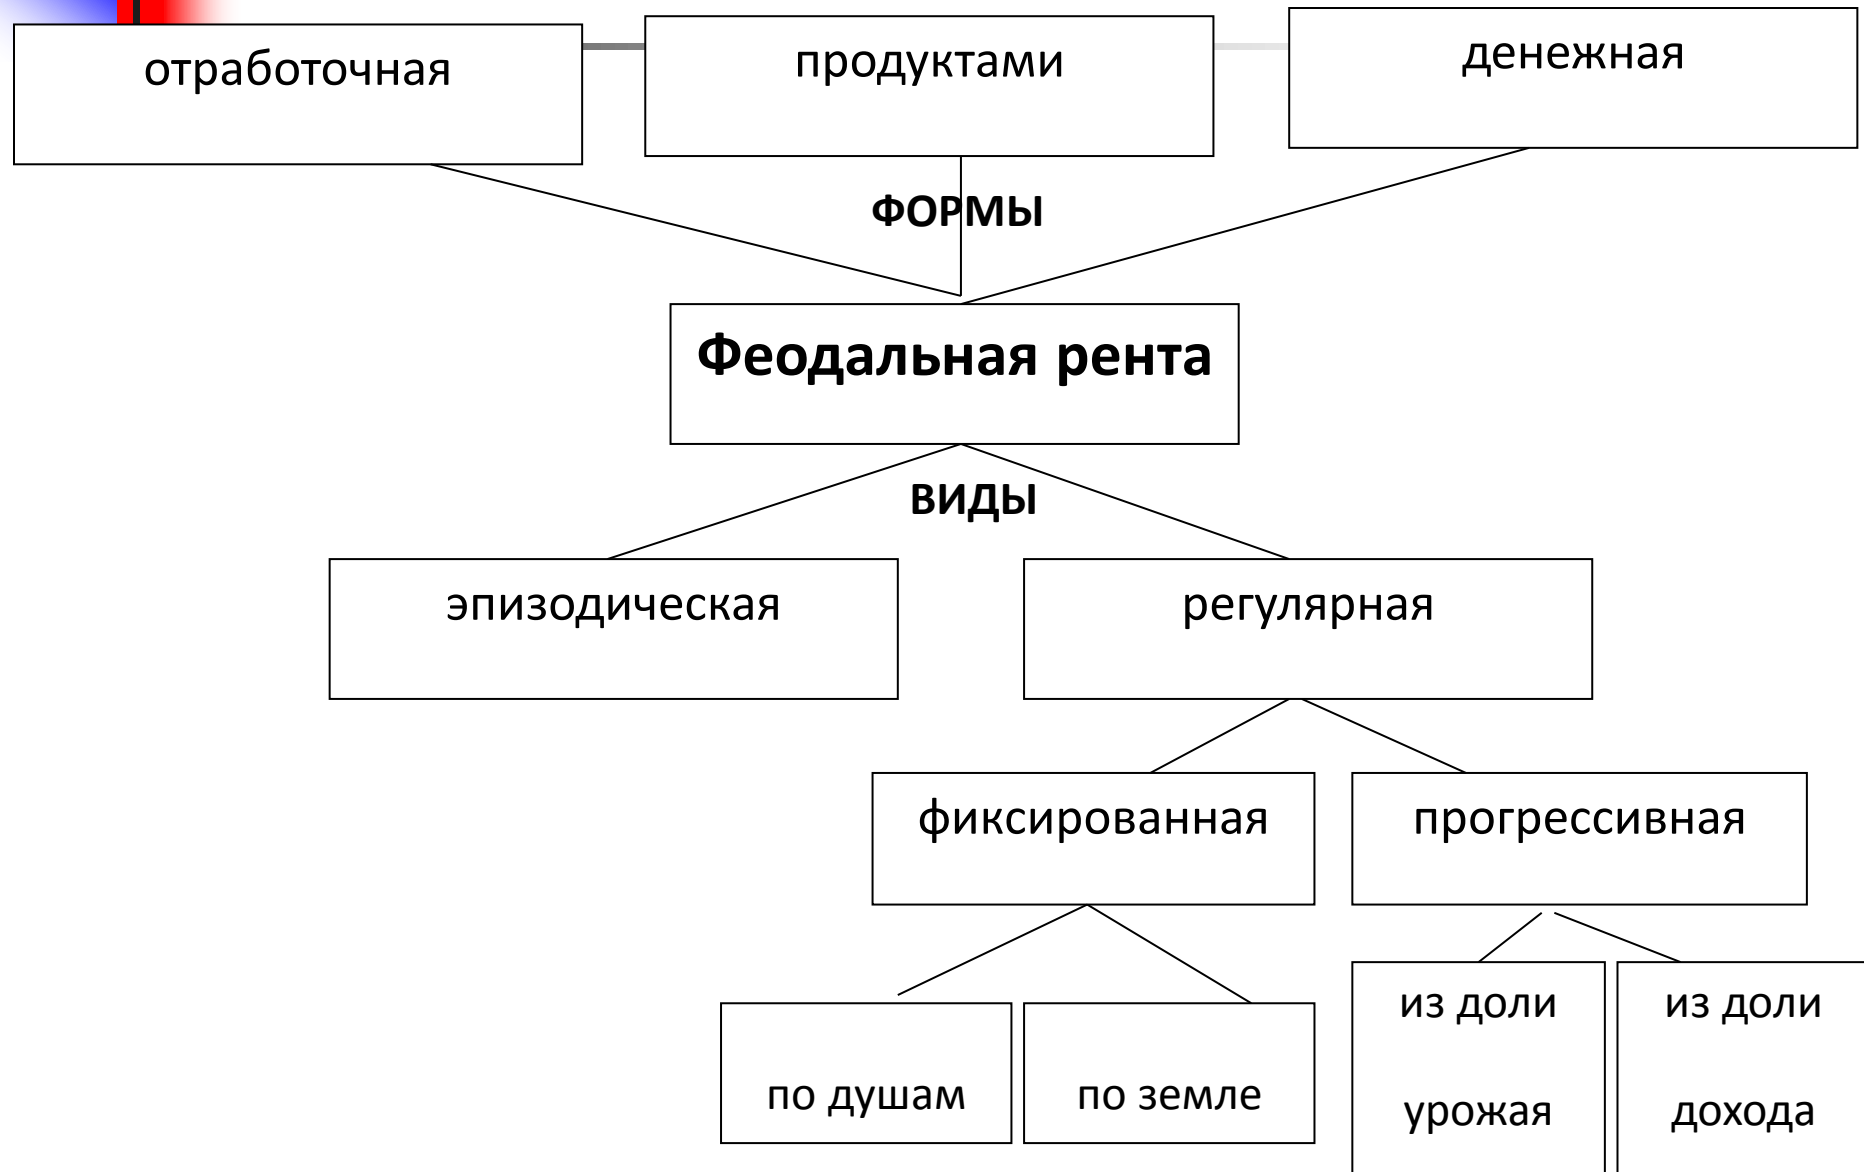 отработочная
продуктами
денежная
ФОРМЫ
Феодальная рента
ВИДЫ
эпизодическая
регулярная
фиксированная
прогрессивная
по душам
по земле
из доли
урожая
из доли
дохода